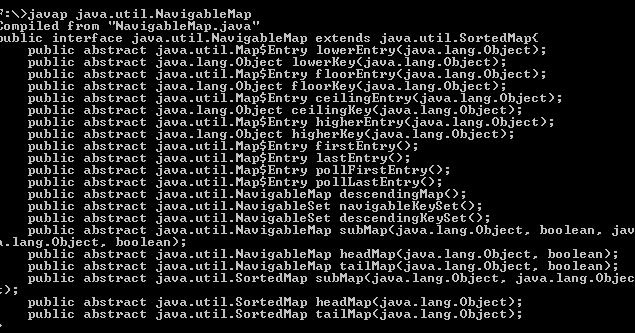 F:\>javap java.util.NavigableMap
Compiled from "NavigableMap.java"
public interface java.util.NavigableMap extends java.util.SortedMap{
    public abstract java.util.Map$Entry lowerEntry(java.lang.Object);
    public abstract java.lang.Object lowerKey(java.lang.Object);
    public abstract java.util.Map$Entry floorEntry(java.lang.Object);
    public abstract java.lang.Object floorKey(java.lang.Object);
    public abstract java.util.Map$Entry ceilingEntry(java.lang.Object);
    public abstract java.lang.Object ceilingKey(java.lang.Object);
    public abstract java.util.Map$Entry higherEntry(java.lang.Object);
    public abstract java.lang.Object higherKey(java.lang.Object);
    public abstract java.util.Map$Entry firstEntry();
    public abstract java.util.Map$Entry lastEntry();
    public abstract java.util.Map$Entry pollFirstEntry();
    public abstract java.util.Map$Entry pollLastEntry();
    public abstract java.util.NavigableMap descendingMap();
    public abstract java.util.NavigableSet navigableKeySet();
    public abstract java.util.NavigableSet descendingKeySet();
    public abstract java.util.NavigableMap subMap(java.lang.Object, boolean, jav
a.lang.Object, boolean);
    public abstract java.util.NavigableMap headMap(java.lang.Object, boolean);
    public abstract java.util.NavigableMap tailMap(java.lang.Object, boolean);
    public abstract java.util.SortedMap subMap(java.lang.Object, java.lang.Objec
t);
    public abstract java.util.SortedMap headMap(java.lang.Object);
    public abstract java.util.SortedMap tailMap(java.lang.Object);